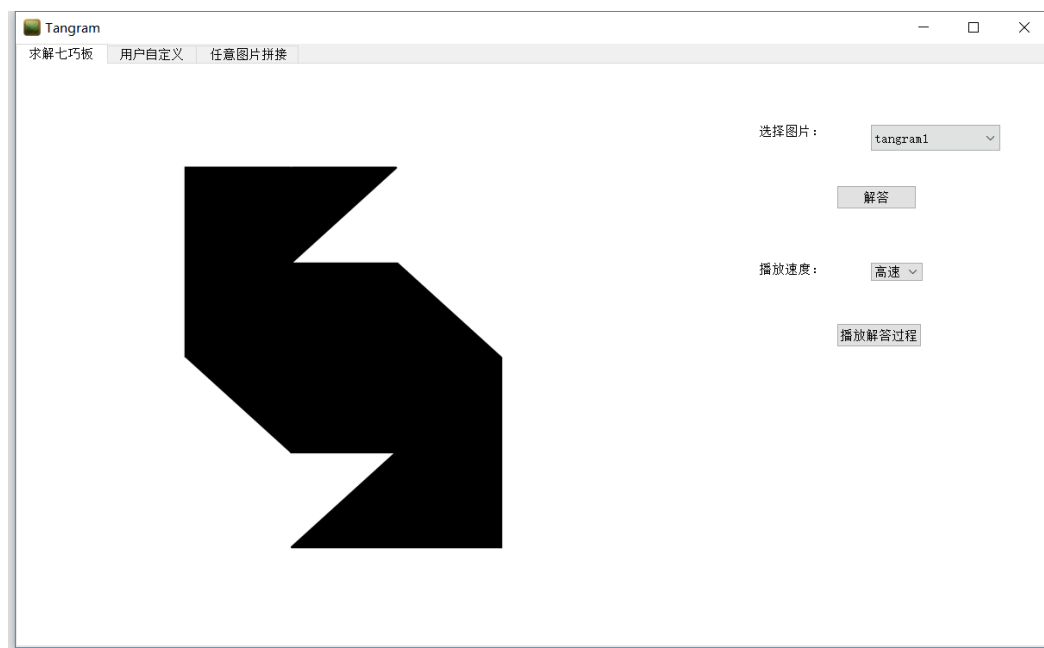 Tangram
求解七巧板 用户自定义 任意图片拼接
选择图片： tangram1
解答
播放速度： 高速
播放解答过程